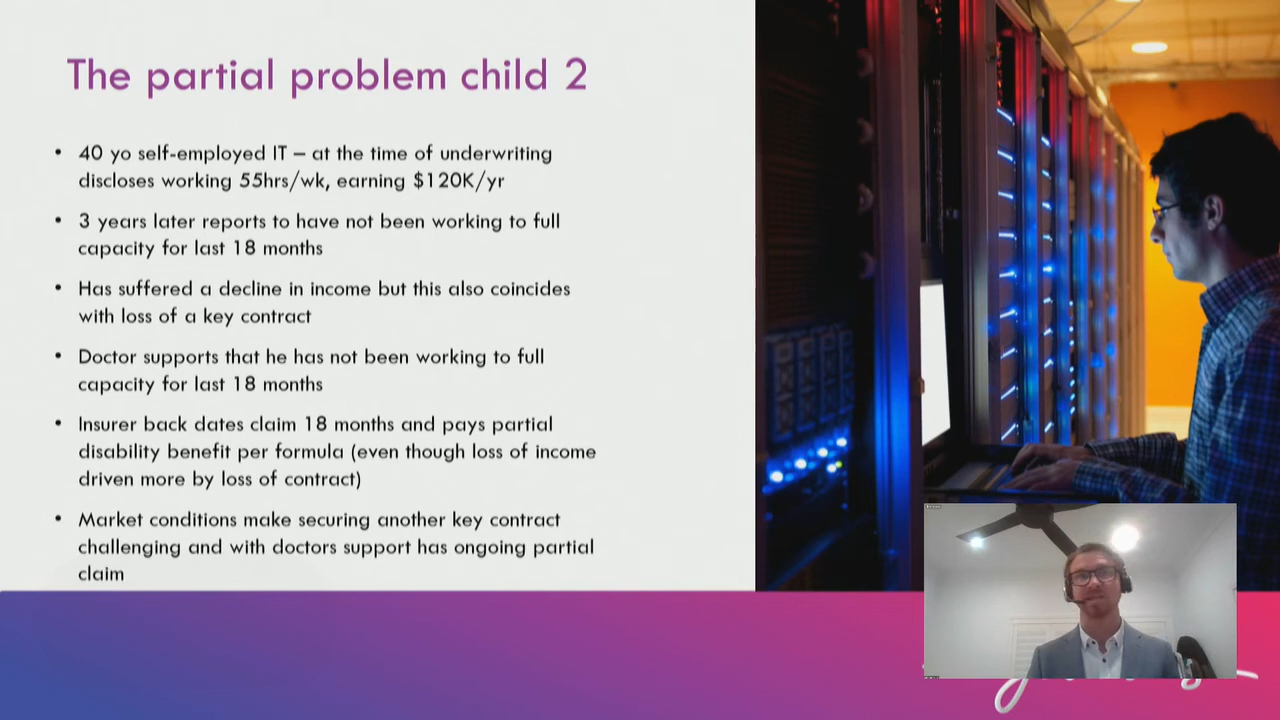 The partial problem child 2
• 40 yo self-employed IT – at the time of underwriting
discloses working 55hrs/wk, earning $120K/yr
• 3 years later reports to have not been working to full
capacity for last 18 months
• Has suffered a decline in income but this also coincides
with loss of a key contract
• Doctor supports that he has not been working to full
capacity for last 18 months
• Insurer back dates claim 18 months and pays partial
disability benefit per formula (even though loss of income
driven more by loss of contract)
• Market conditions make securing another key contract
challenging and with doctors support has ongoing partial
claim